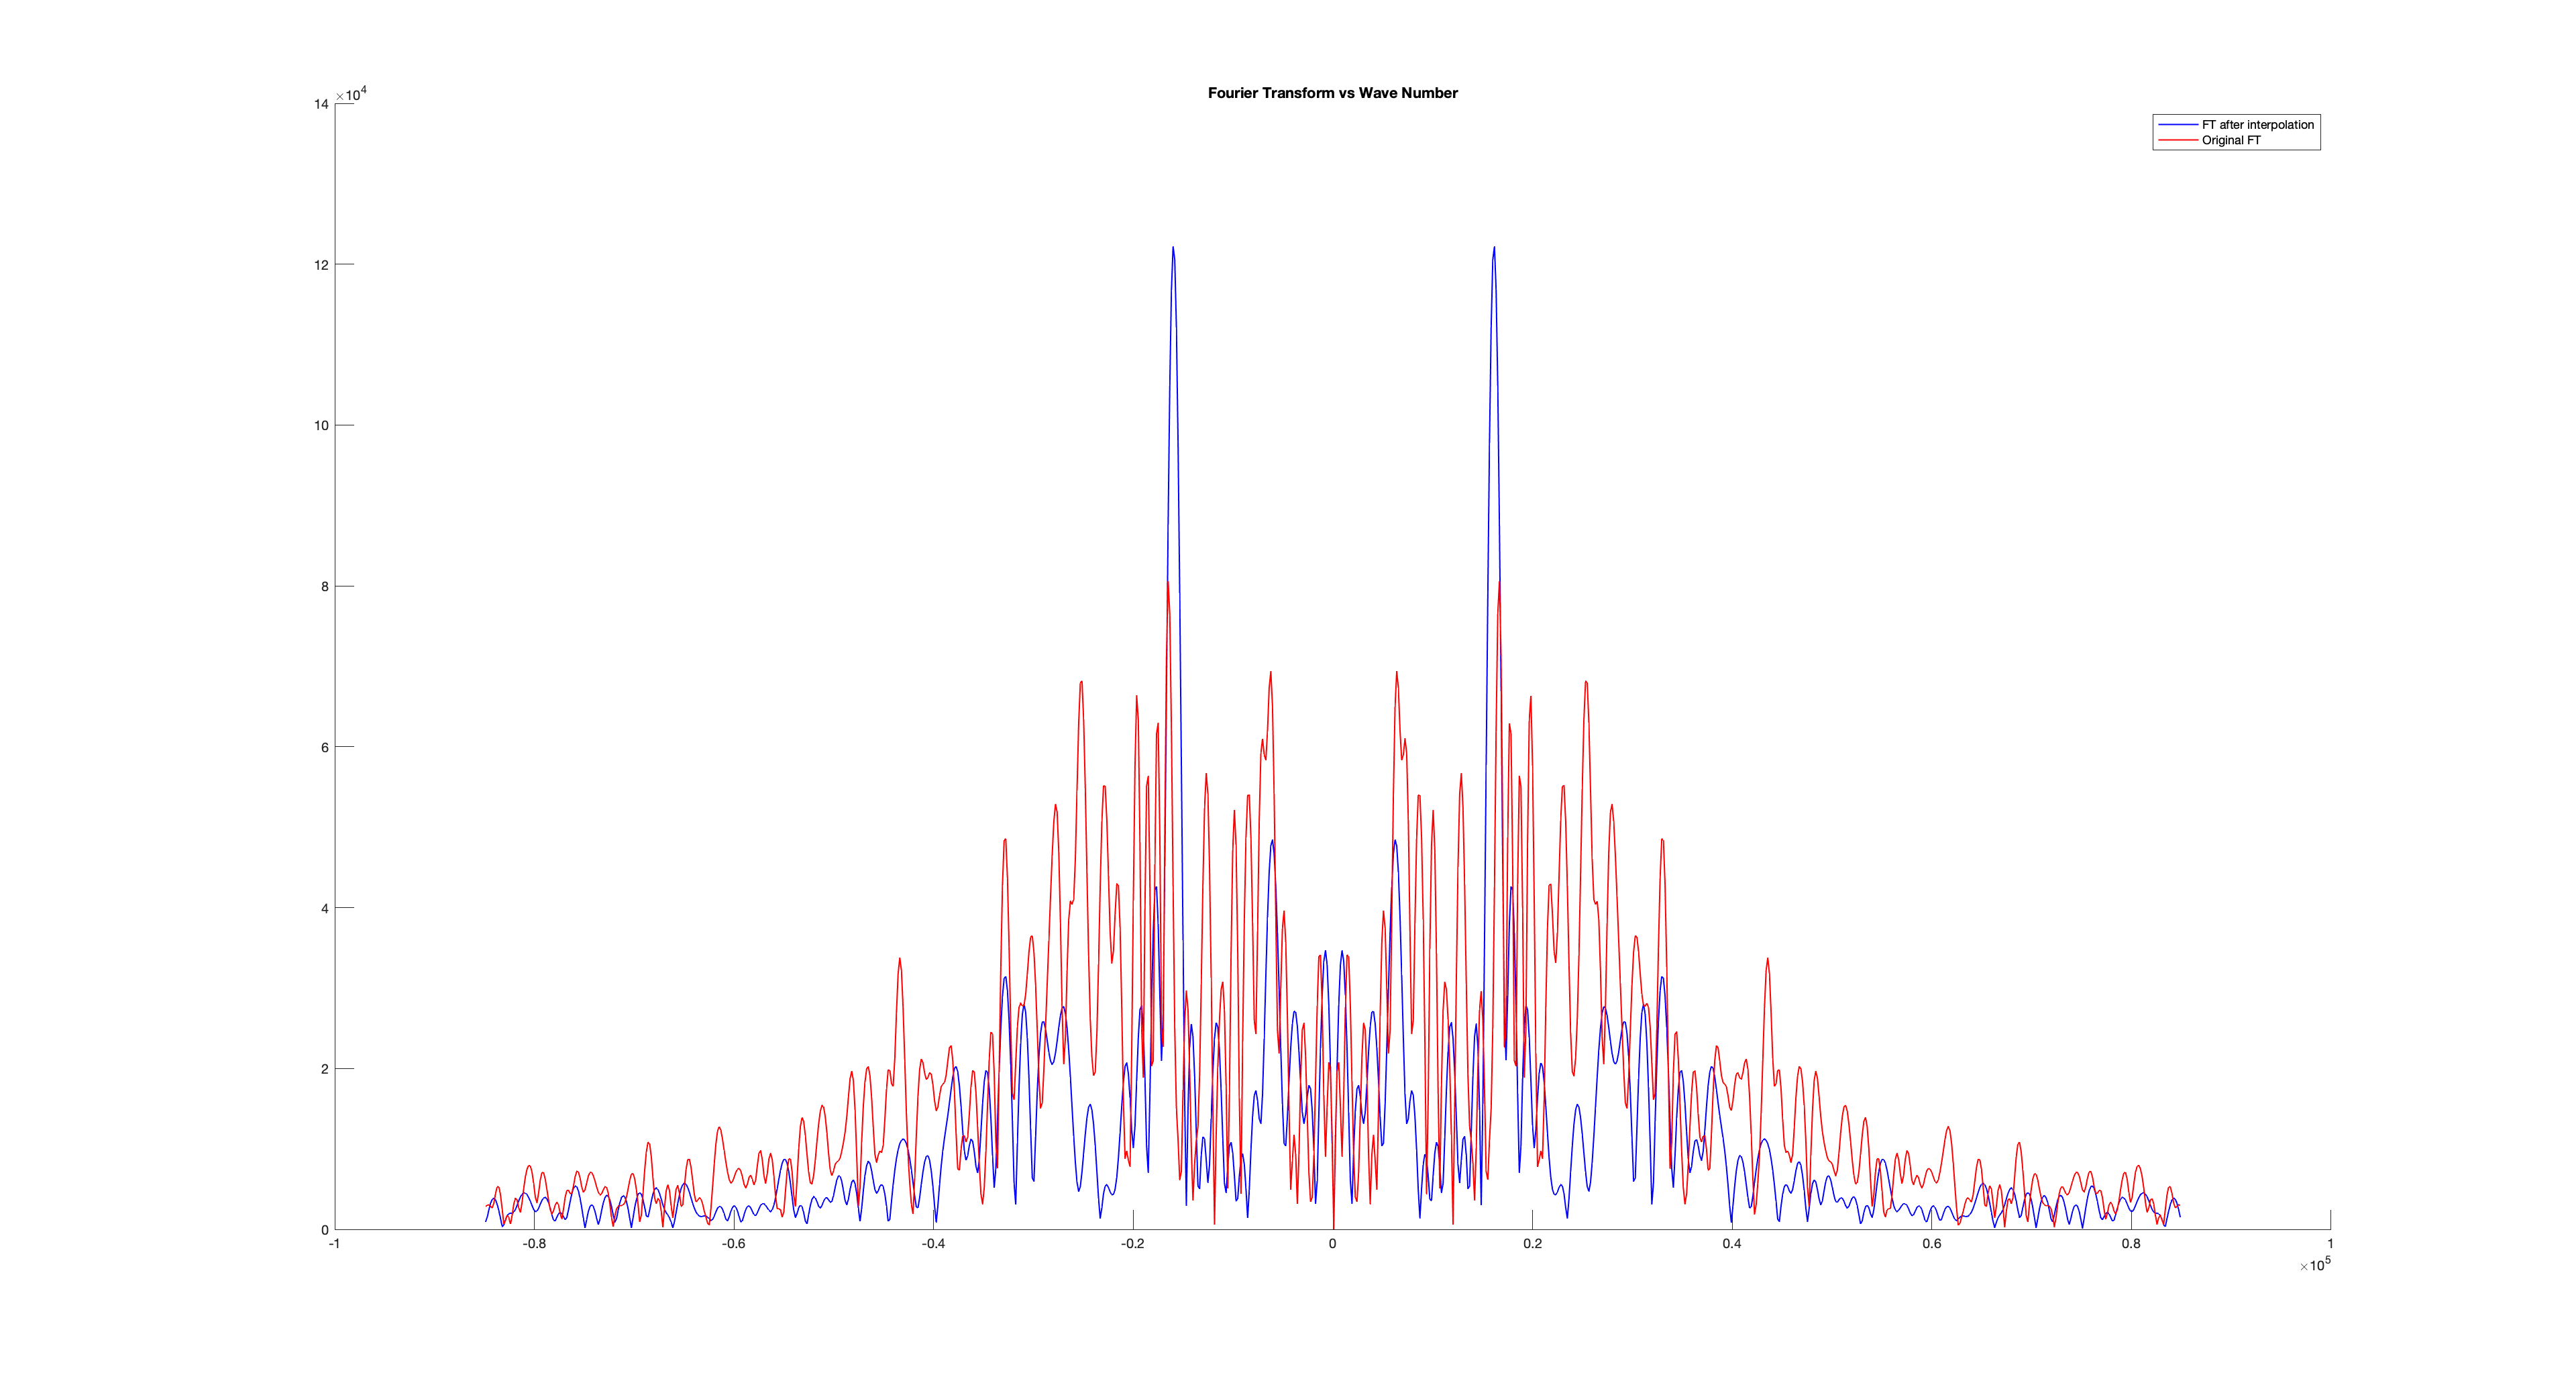 Fourier Transform vs Wave Number
×10⁴
14
12
10
8
6
4
2
0
FT after interpolation
Original FT
-1 -0.8 -0.6 -0.4 -0.2 0 0.2 0.4 0.6 0.8 1
×10⁵